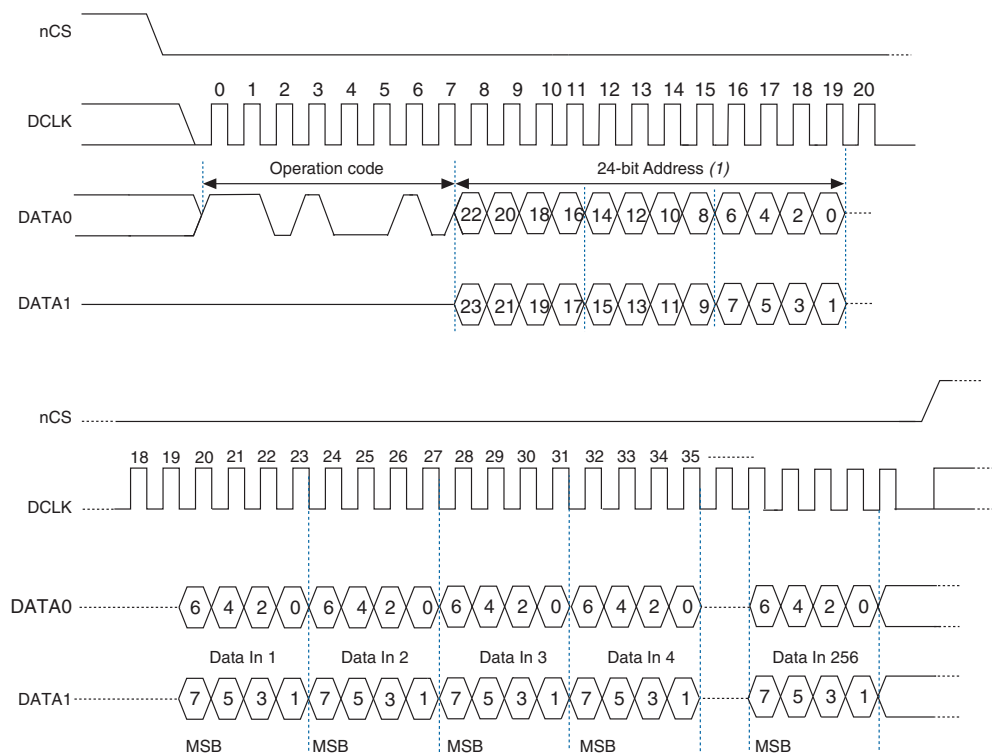 nCS
0 1 2 3 4 5 6 7 8 9 10 11 12 13 14 15 16 17 18 19 20
DCLK
Operation code 24-bit Address (1)
DATA0 22 20 18 16 14 12 10 8 6 4 2 0
DATA1 23 21 19 17 15 13 11 9 7 5 3 1
nCS
18 19 20 21 22 23 24 25 26 27 28 29 30 31 32 33 34 35
DCLK
DATA0 6 4 2 0 6 4 2 0 6 4 2 0 6 4 2 0 6 4 2 0
Data In 1 Data In 2 Data In 3 Data In 4 Data In 256
DATA1 7 5 3 1 7 5 3 1 7 5 3 1 7 5 3 1 7 5 3 1
MSB MSB MSB MSB MSB